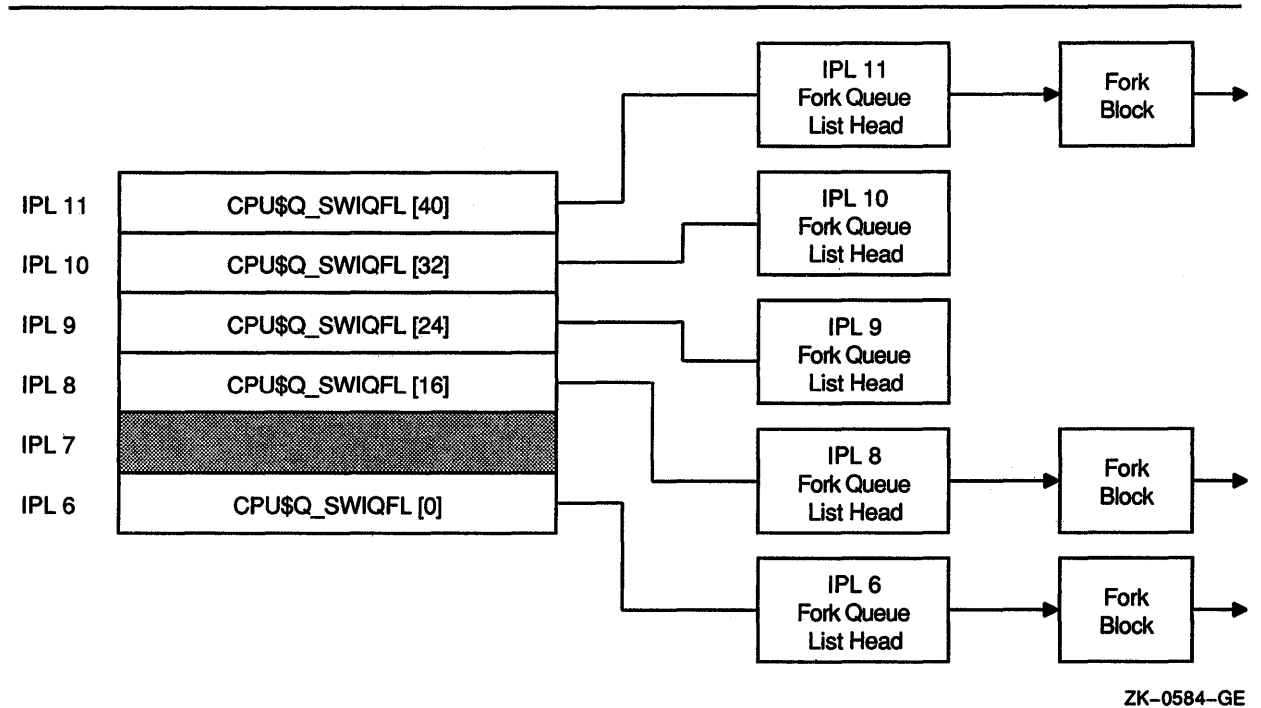 IPL 11
Fork Queue
List Head
Fork
Block
IPL 11 CPU$Q_SWIQFL [40]
IPL 10
Fork Queue
List Head
IPL 10 CPU$Q_SWIQFL [32]
IPL 9 CPU$Q_SWIQFL [24]
IPL 9
Fork Queue
List Head
IPL 8 CPU$Q_SWIQFL [16]
IPL 7
IPL 8
Fork Queue
List Head
Fork
Block
IPL 6 CPU$Q_SWIQFL [0]
IPL 6
Fork Queue
List Head
Fork
Block
ZK–0584–GE